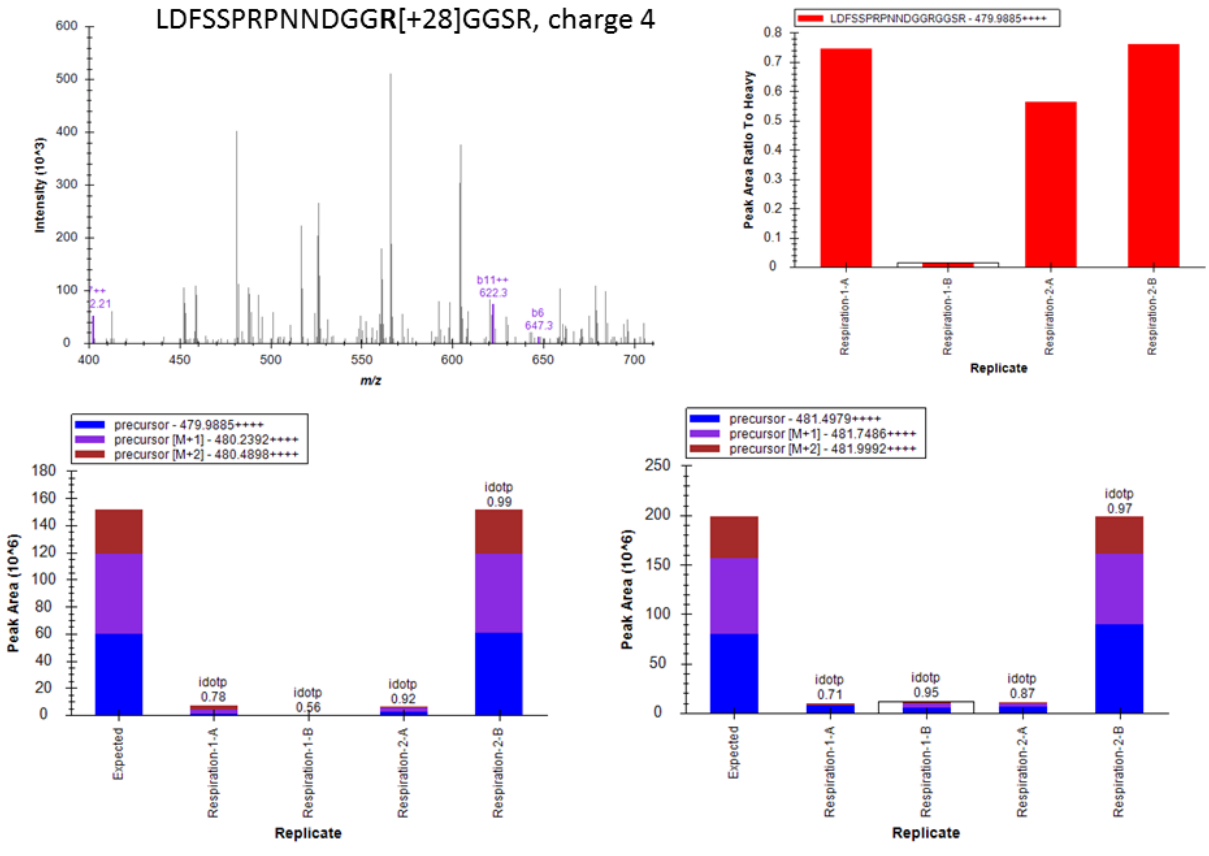 LDFSSPRPNNDGGR[+28]GGSR, charge 4
600
500
400
300
200
100
0
Intensity (10^3)
++
2.21
b11++
622.3
b6
647.3
400 450 500 550 600 650 700
m/z
LDFSSPRPNNDGGRGGSR - 479.9885++++
0.8
0.7
0.6
0.5
0.4
0.3
0.2
0.1
0
Peak Area Ratio To Heavy
Respiration-1-A
Respiration-1-B
Respiration-2-A
Respiration-2-B
Replicate
precursor - 479.9885++++
precursor [M+1] - 480.2392++++
precursor [M+2] - 480.4898++++
180
160
140
120
100
80
60
40
20
0
Peak Area (10^6)
idotp
0.78
idotp
0.56
idotp
0.92
idotp
0.99
Expected
Respiration-1-A
Respiration-1-B
Respiration-2-A
Respiration-2-B
Replicate
precursor - 481.4979++++
precursor [M+1] - 481.7486++++
precursor [M+2] - 481.9992++++
250
200
150
100
50
0
Peak Area (10^6)
idotp
0.71
idotp
0.95
idotp
0.87
idotp
0.97
Expected
Respiration-1-A
Respiration-1-B
Respiration-2-A
Respiration-2-B
Replicate